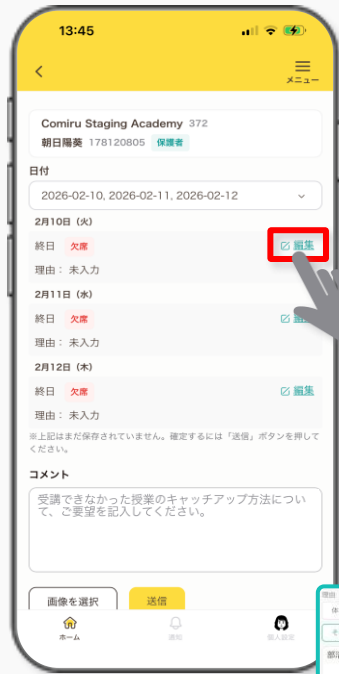 13:45
メニュー
Comiru Staging Academy 372
朝日陽葵 178120805 保護者
日付
2026-02-10, 2026-02-11, 2026-02-12
2月10日（火）
終日 欠席 編集
理由： 未入力
2月11日（水）
終日 欠席
理由： 未入力
2月12日（木）
終日 欠席 編集
理由： 未入力
※上記はまだ保存されていません。確定するには「送信」ボタンを押して
ください。
コメント
受講できなかった授業のキャッチアップ方法につい
て、ご要望を記入してください。
画像を選択 送信
理由
ホーム 通知 個人設定